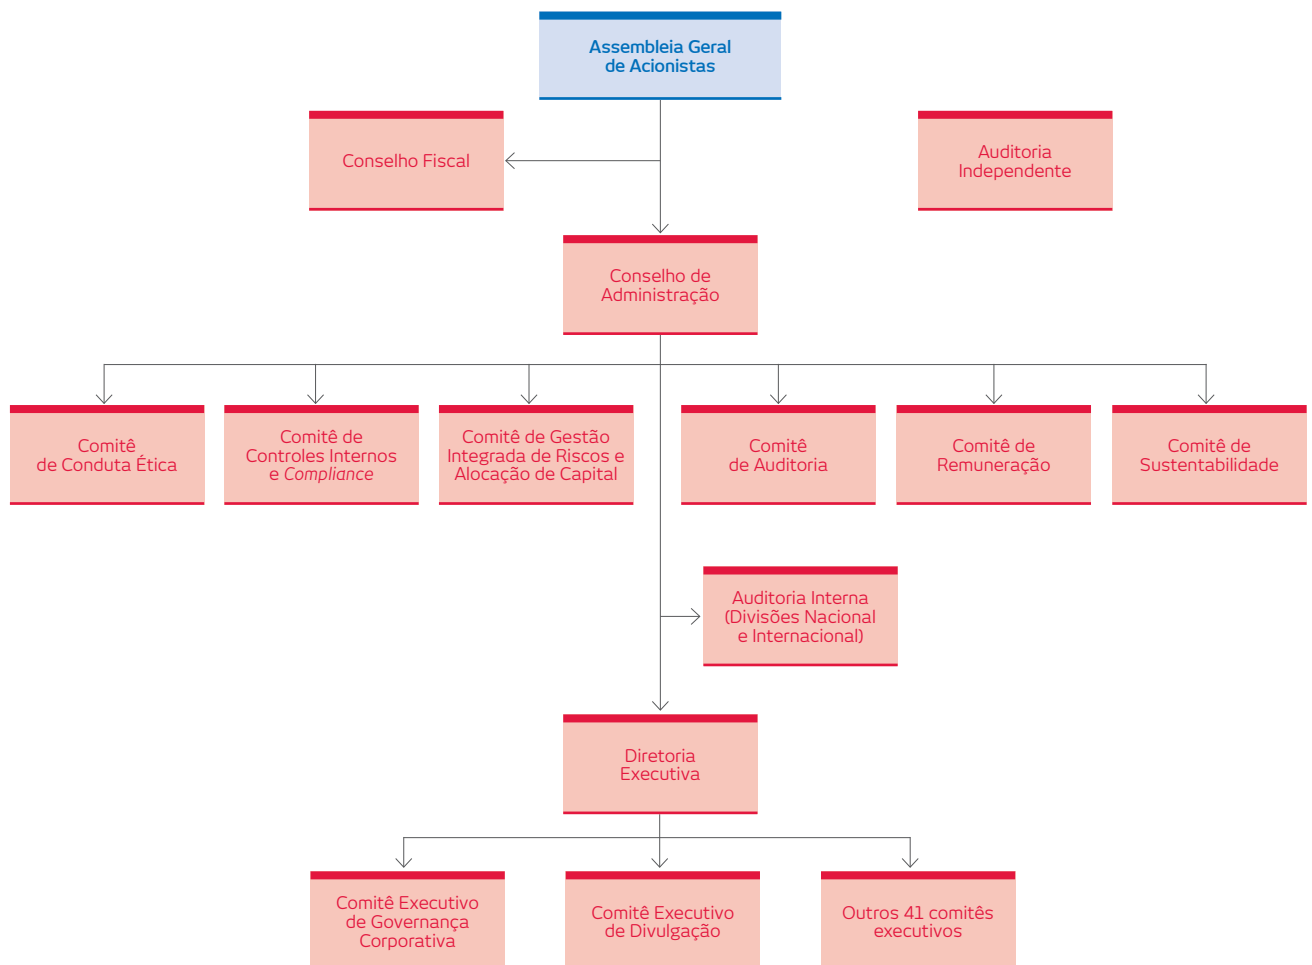 Assembleia Geral
de Acionistas
Conselho Fiscal
Auditoria
Independente
Conselho de
Administração
Comitê
de Conduta Ética
Comitê de
Controles Internos
e Compliance
Comitê de Gestão
Integrada de Riscos e
Alocação de Capital
Comitê
de Auditoria
Comitê de
Remuneração
Comitê de
Sustentabilidade
Auditoria Interna
(Divisões Nacional
e Internacional)
Diretoria
Executiva
Comitê Executivo
de Governança
Corporativa
Comitê Executivo
de Divulgação
Outros 41 comitês
executivos